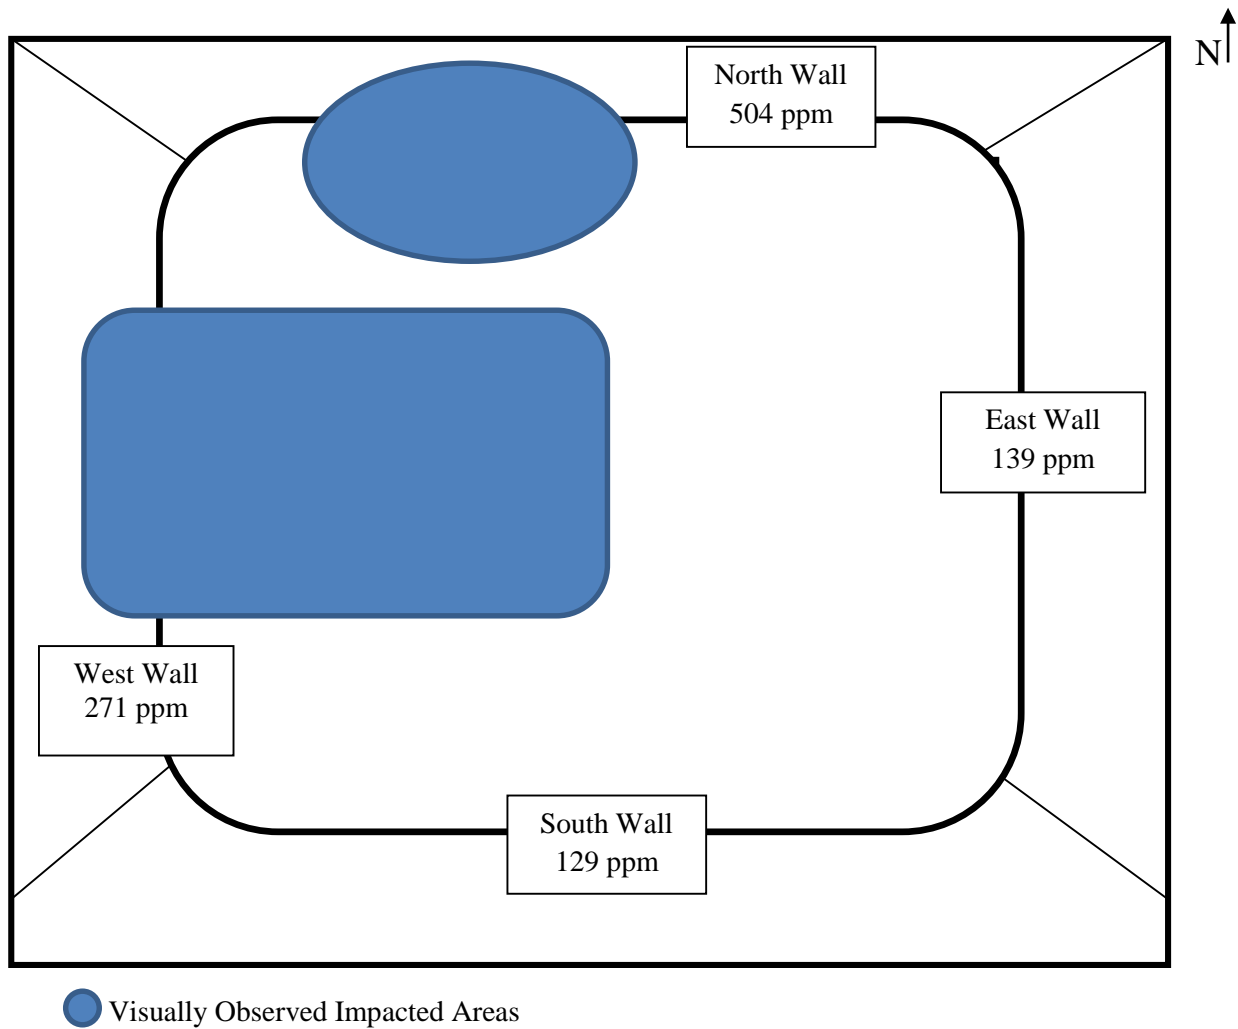 N
North Wall
504 ppm
East Wall
139 ppm
West Wall
271 ppm
South Wall
129 ppm
Visually Observed Impacted Areas